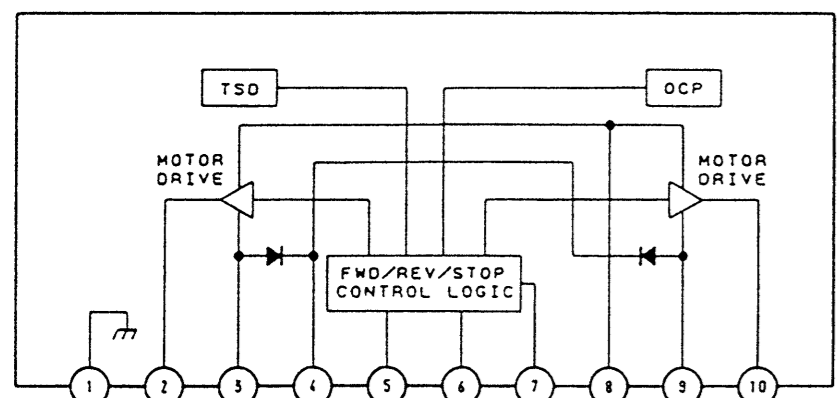 TSD
OCP
MOTOR
DRIVE
MOTOR
DRIVE
FWD/REV/STOP
CONTROL LOGIC
1 2 3 4 5 6 7 8 9 10